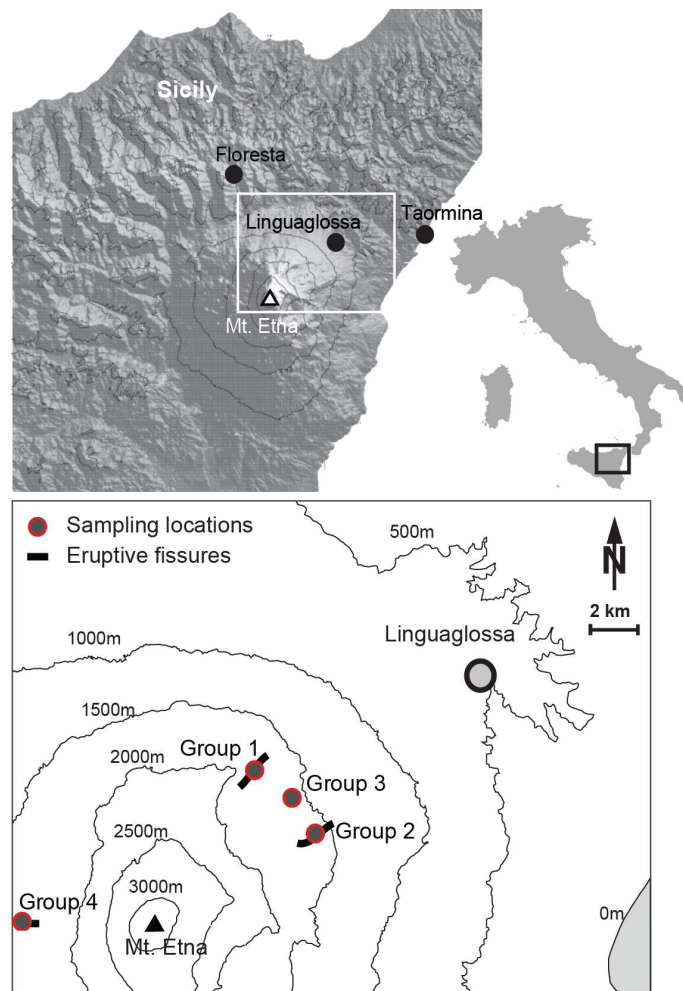 Sicily
Floresta
Linguaglossa
Taormina
Mt. Etna
Sampling locations
Eruptive fissures
500m
N
2 km
Linguaglossa
1000m
1500m
2000m
Group 1
Group 3
2500m
Group 2
3000m
Group 4
0m
Mt. Etna